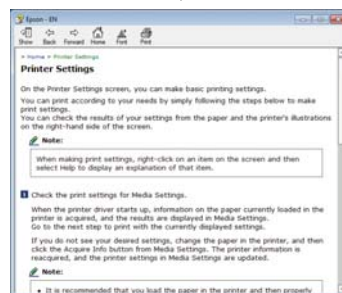 Epson - EN
Show Back Forward Home Font Print
> Home > Printer Settings
Printer Settings
On the Printer Settings screen, you can make basic printing settings.
You can print according to your needs by simply following the steps below to make
print settings.
You can check the results of your settings from the paper and the printer's illustrations
on the right-hand side of the screen.
Note:
When making print settings, right-click on an item on the screen and then
select Help to display an explanation of that item.
1 Check the print settings for Media Settings.
When the printer driver starts up, information on the paper currently loaded in the
printer is acquired, and the results are displayed in Media Settings.
Go to the next step to print with the currently displayed settings.
If you do not see your desired settings, change the paper in the printer, and then
click the Acquire Info button from Media Settings. The printer information is
reacquired, and the printer settings in Media Settings are updated.
Note:
• It is recommended that you load the paper in the printer and then properly